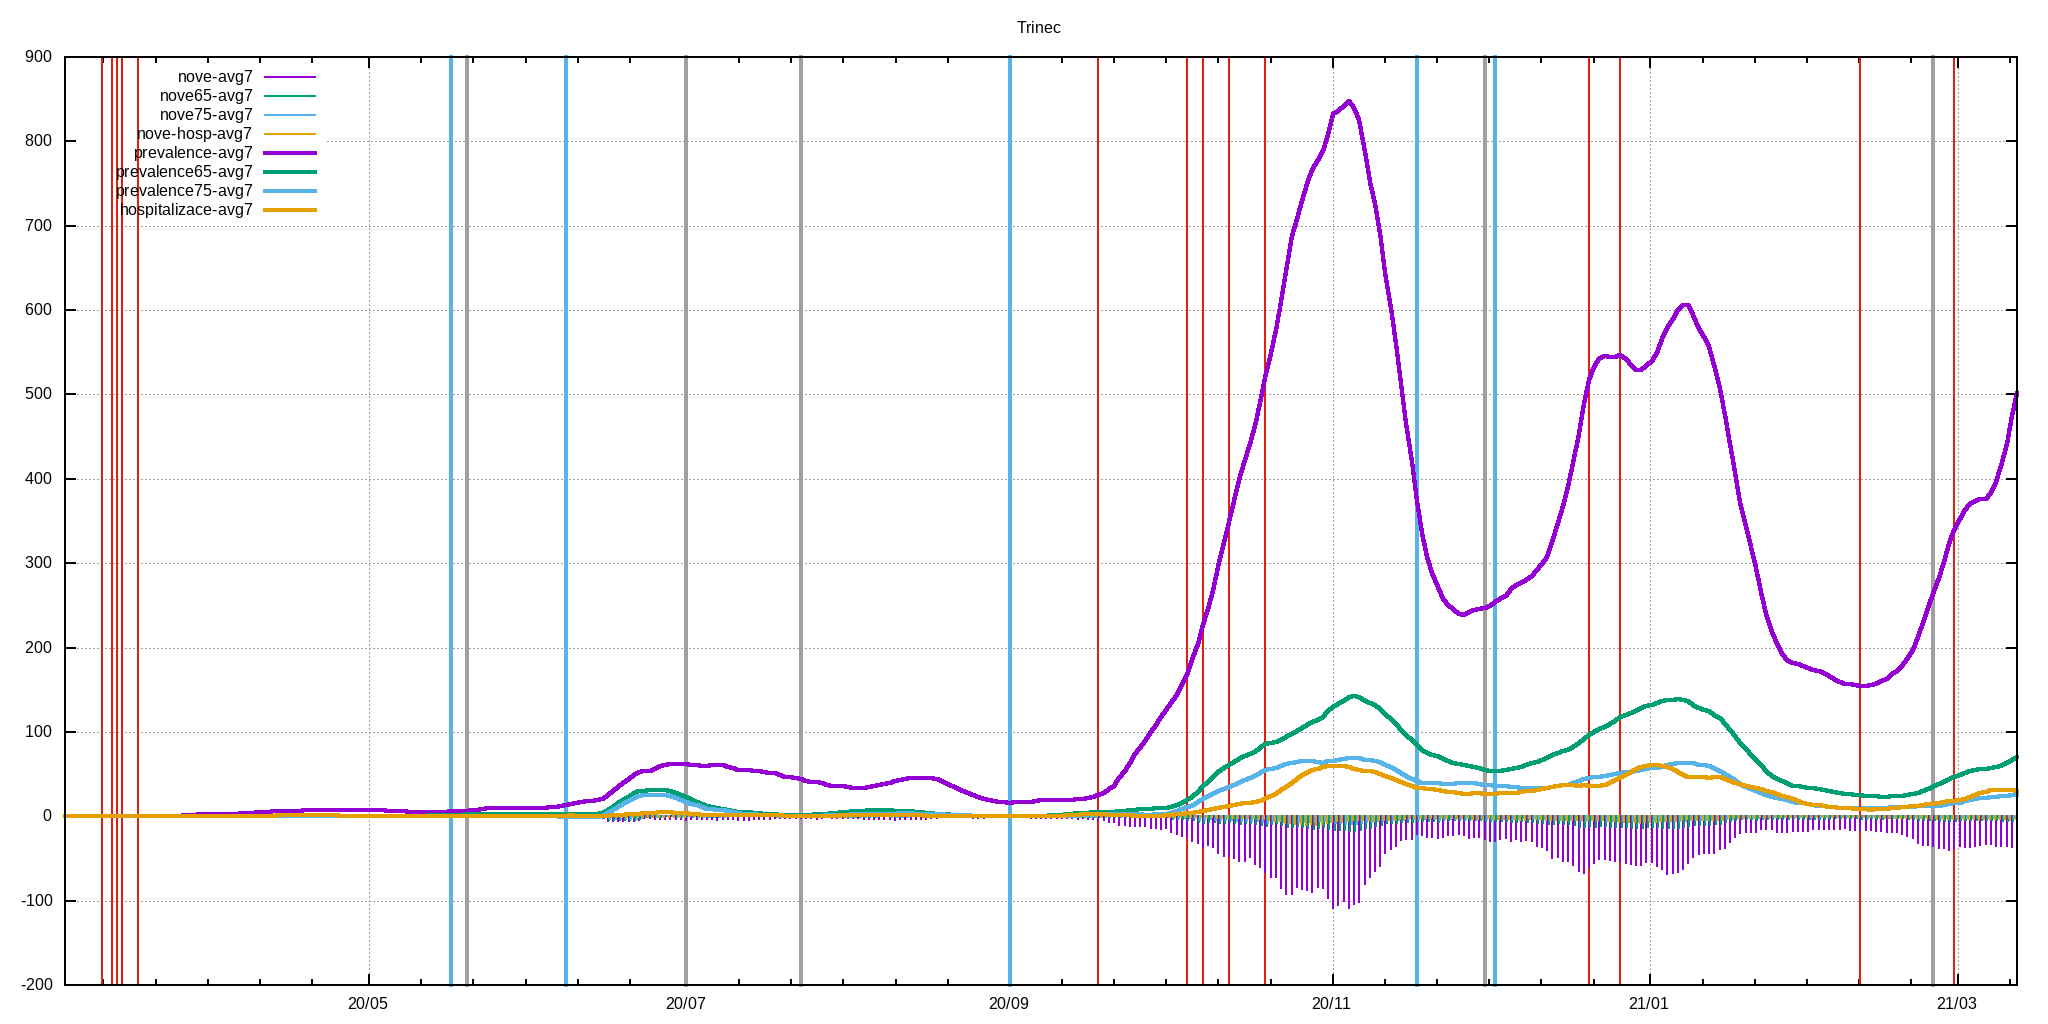 Trinec
900
800
700
600
500
400
300
200
100
0
-100
-200
nove-avg7
nove65-avg7
nove75-avg7
nove-hosp-avg7
prevalence-avg7
prevalence65-avg7
prevalence75-avg7
hospitalizace-avg7
20/05 20/07 20/09 20/11 21/01 21/03